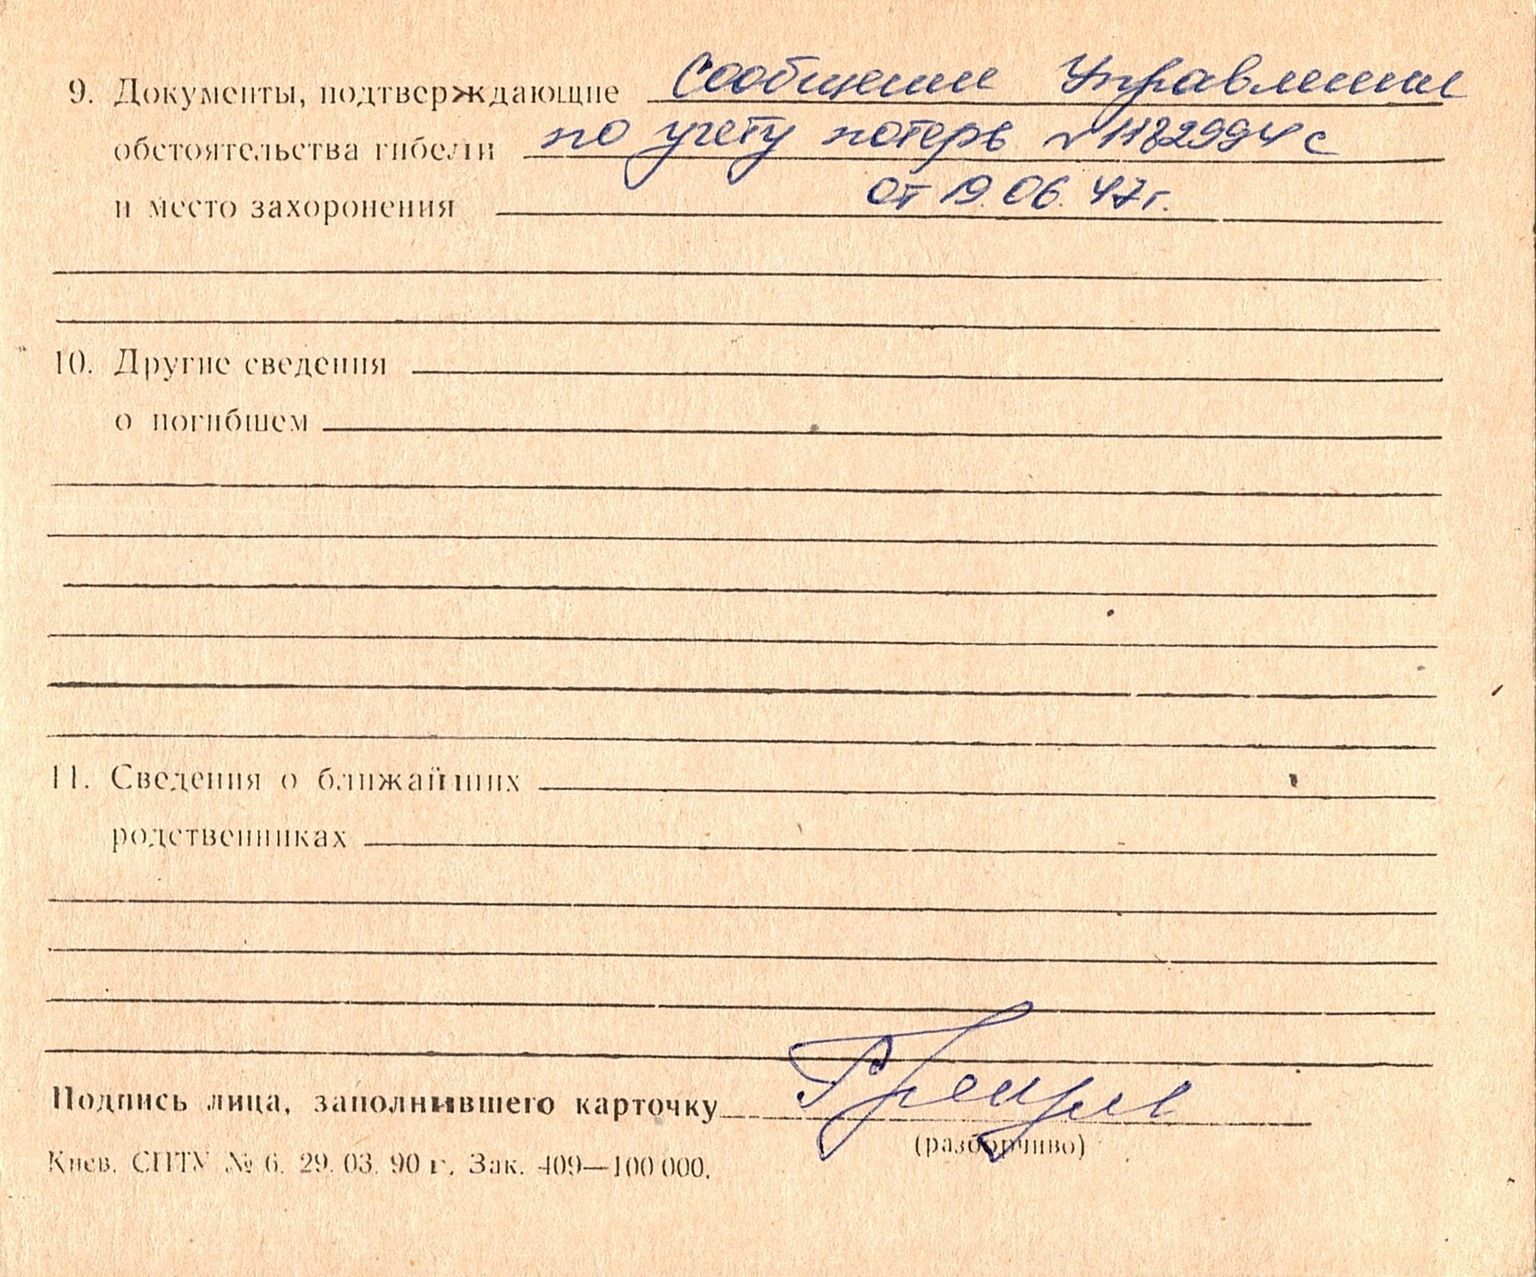 9. Документы, подтверждающие Сообщение Управления
обстоятельства гибели по учету потерь №1182994с
и место захоронения от 19.06.47г.
10. Другие сведения
о погибшем
11. Сведения о ближайших
родственниках
Подпись лица, заполнившего карточку
(разборчиво)
Киев. СПТУ № 6. 29. 03. 90 г. Зак. 409—100 000.